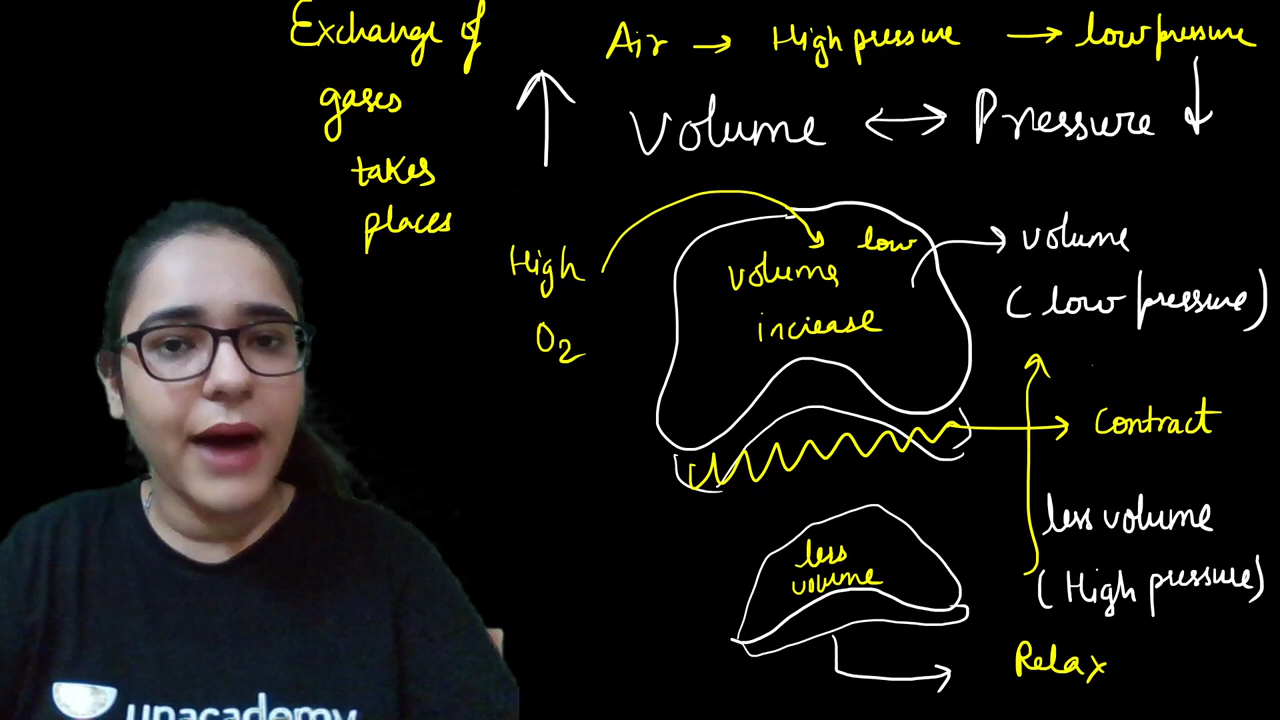 Exchange of
gases
takes
places
Air → High pressure → low pressure
↑ Volume ↔ Pressure ↓
High
O2
low
volume
increase
→ volume
(low pressure)
→ Contract
less volume
(High pressure)
less
volume
→ Relax
unacademy